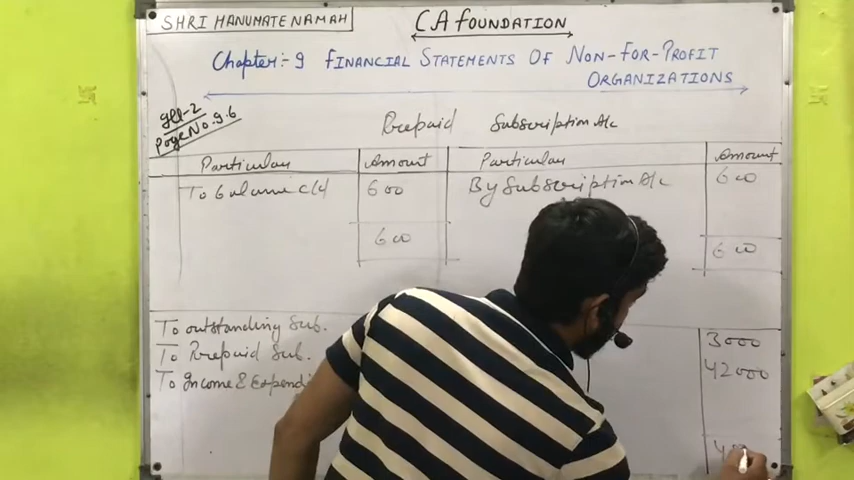 SHRI HANUMATE NAMAH
CA FOUNDATION
Chapter:- 9 FINANCIAL STATEMENTS OF NON-FOR-PROFIT
ORGANIZATIONS
Ill-2
Page No. 9.6
Prepaid Subscription A/c
Particulars Amount Particulars Amount
To Balance c/d 600 By Subscription A/c 600
600 600
To outstanding Sub. 3000
To Prepaid Sub. 42000
To Income & Expendi